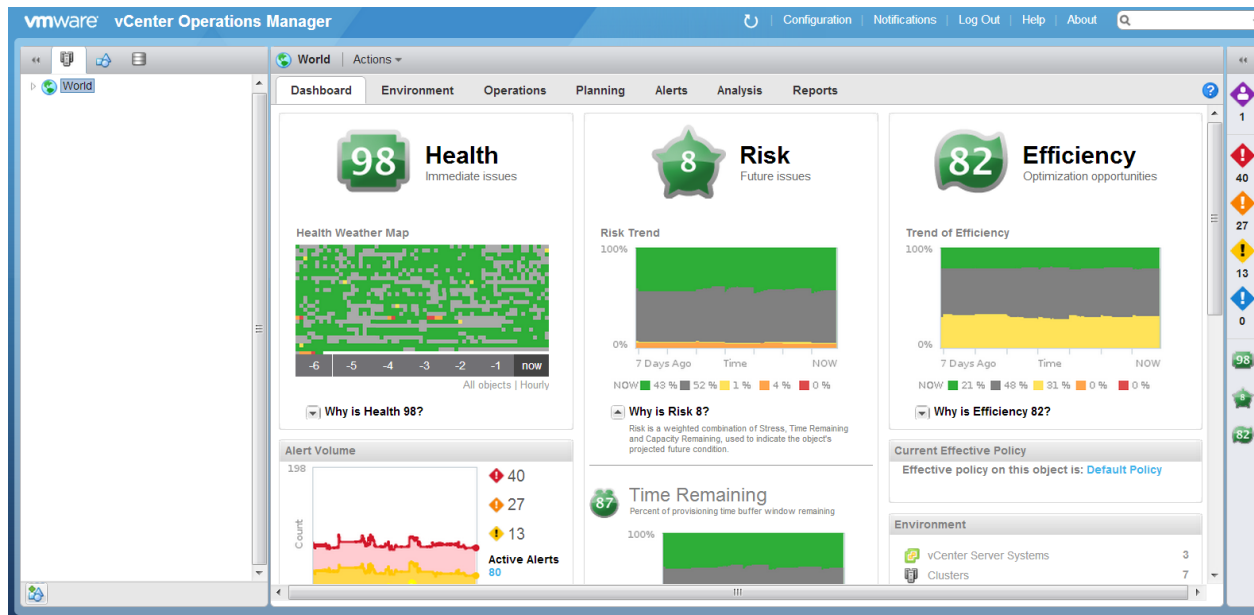 vmware vCenter Operations Manager
Configuration Notifications Log Out Help About
World
World Actions
Dashboard Environment Operations Planning Alerts Analysis Reports
98 Health
Immediate issues
Health Weather Map
-6 -5 -4 -3 -2 -1 now
All objects | Hourly
Why is Health 98?
Alert Volume
198
Count
40
27
13
Active Alerts
80
8 Risk
Future issues
Risk Trend
100%
0%
7 Days Ago Time NOW
NOW 43 % 52 % 1 % 4 % 0 %
Why is Risk 8?
Risk is a weighted combination of Stress, Time Remaining
and Capacity Remaining, used to indicate the object's
projected future condition.
87 Time Remaining
Percent of provisioning time buffer window remaining
100%
82 Efficiency
Optimization opportunities
Trend of Efficiency
100%
0%
7 Days Ago Time NOW
NOW 21 % 48 % 31 % 0 % 0 %
Why is Efficiency 82?
Current Effective Policy
Effective policy on this object is: Default Policy
Environment
vCenter Server Systems 3
Clusters 7
1
40
27
13
0
98
8
82